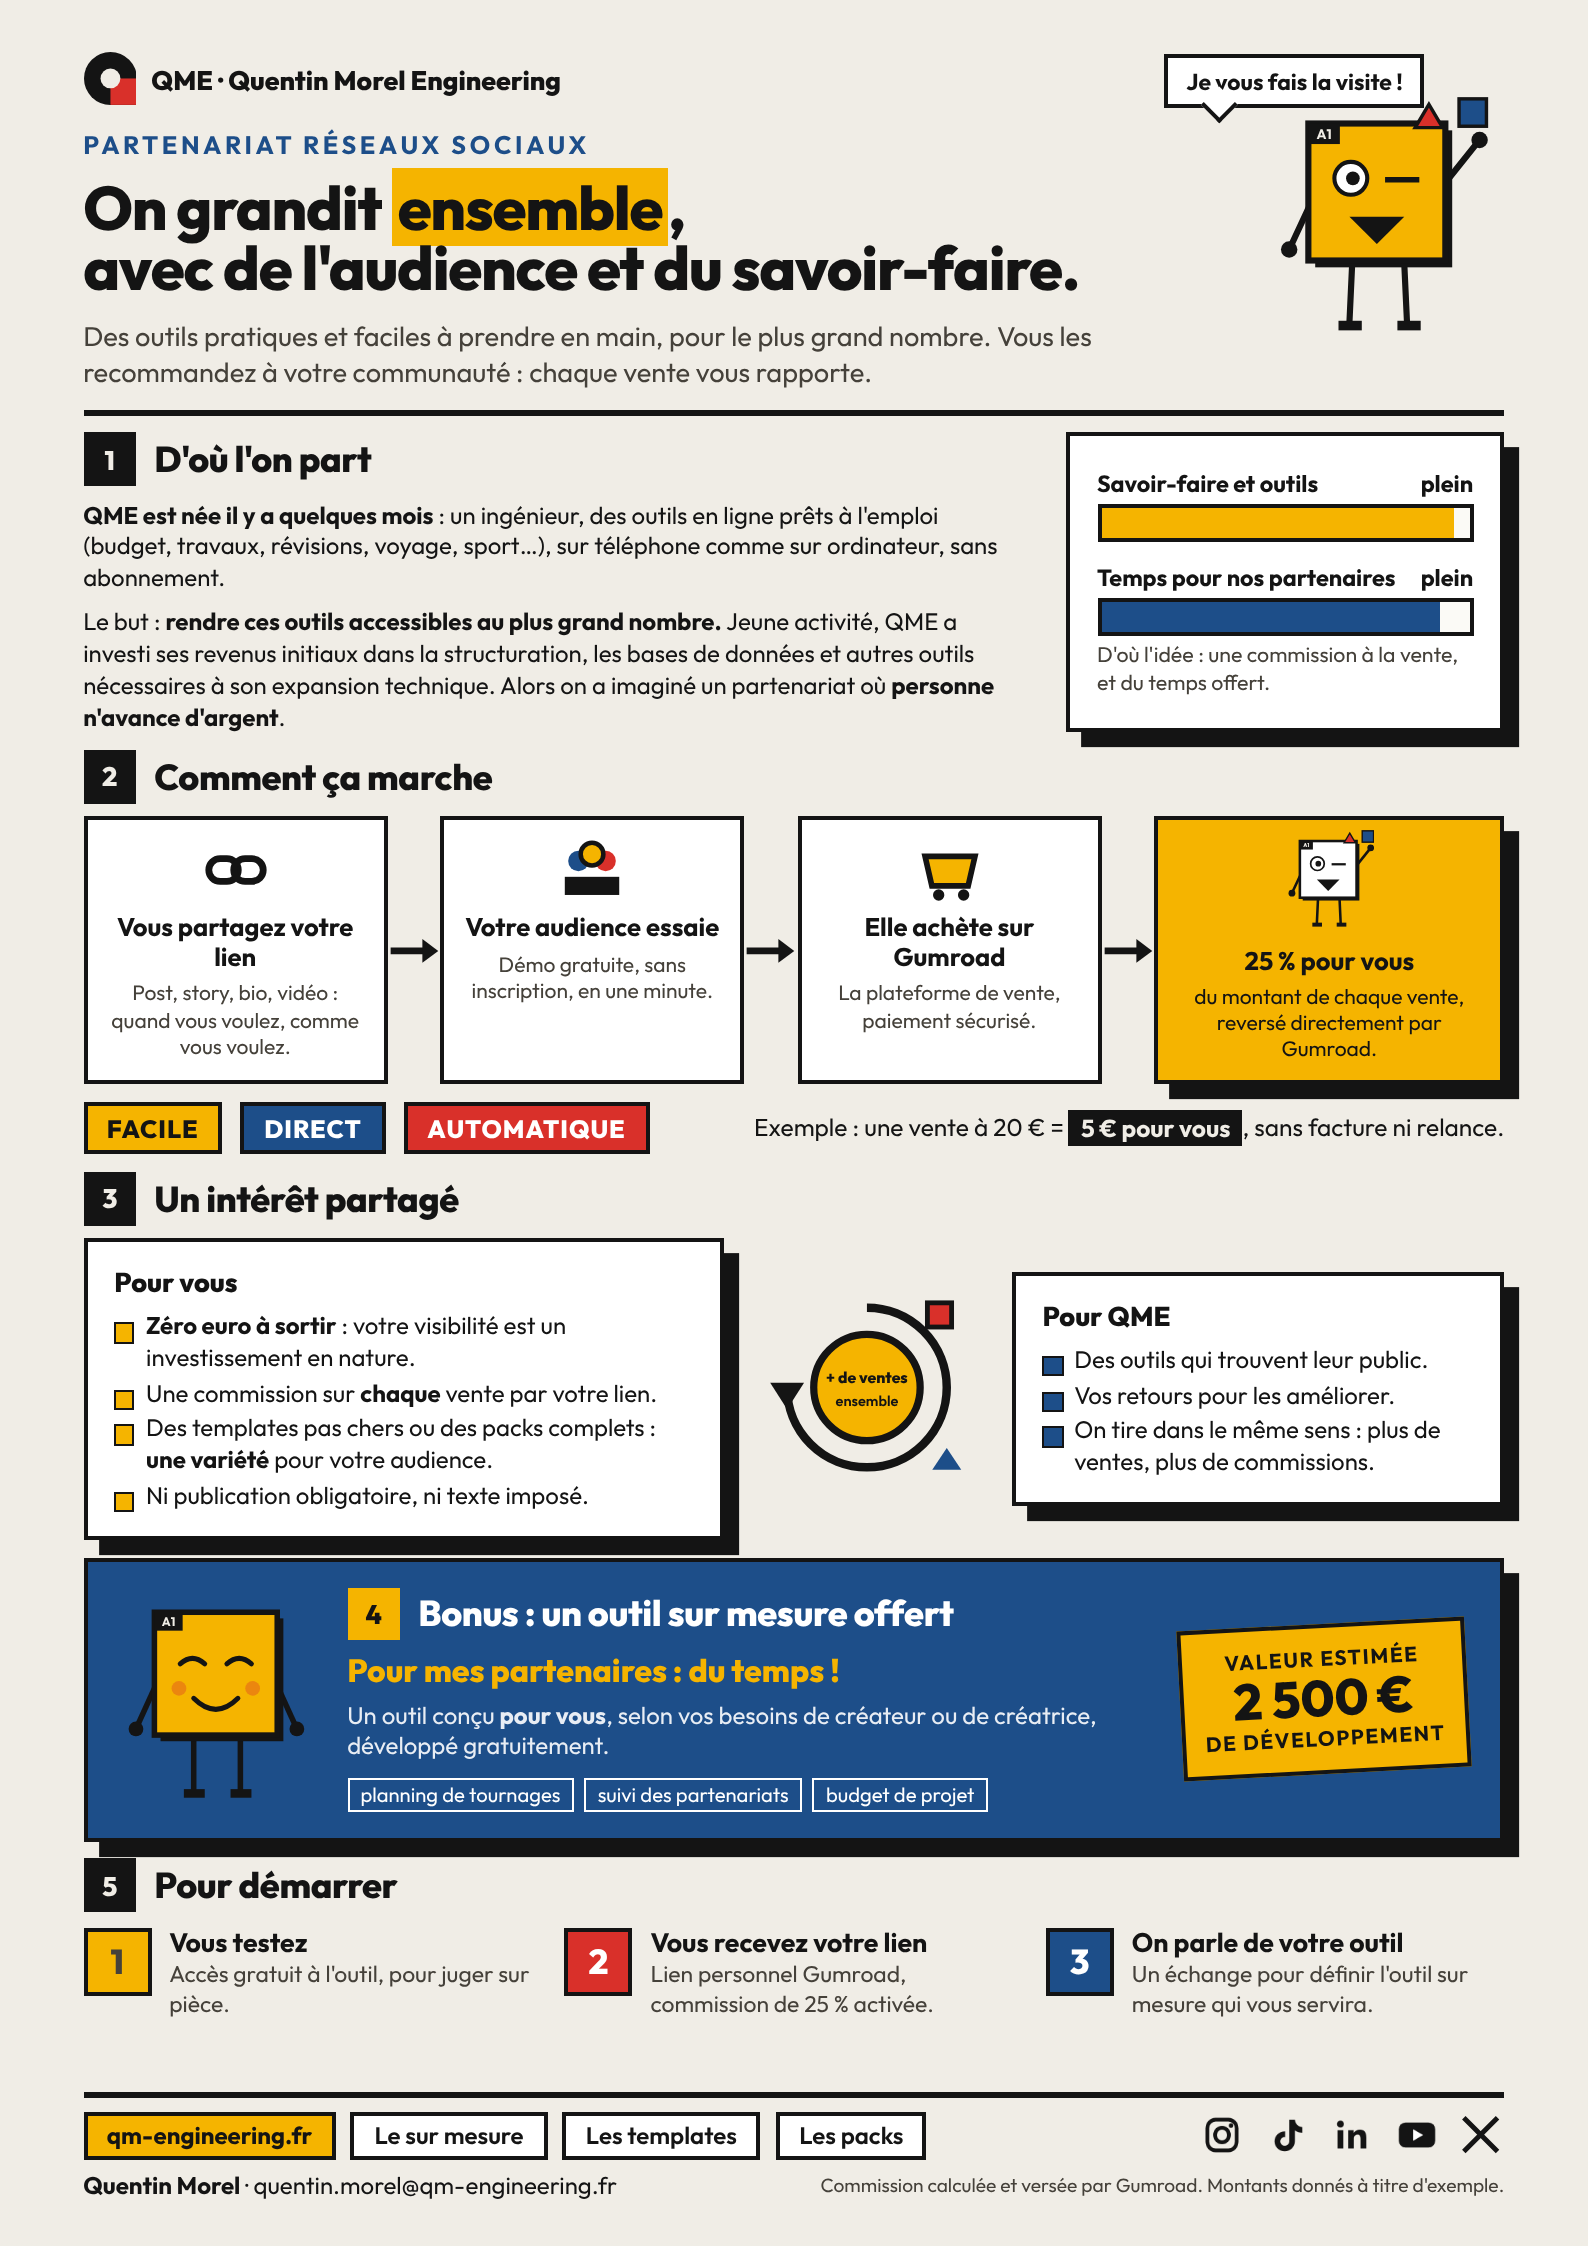 QME · Quentin Morel Engineering
Je vous fais la visite !
A1
PARTENARIAT RÉSEAUX SOCIAUX
On grandit ensemble,
avec de l'audience et du savoir-faire.
Des outils pratiques et faciles à prendre en main, pour le plus grand nombre. Vous les
recommandez à votre communauté : chaque vente vous rapporte.
1 D'où l'on part
QME est née il y a quelques mois : un ingénieur, des outils en ligne prêts à l'emploi
(budget, travaux, révisions, voyage, sport...), sur téléphone comme sur ordinateur, sans
abonnement.
Le but : rendre ces outils accessibles au plus grand nombre. Jeune activité, QME a
investi ses revenus initiaux dans la structuration, les bases de données et autres outils
nécessaires à son expansion technique. Alors on a imaginé un partenariat où personne
n'avance d'argent.
Savoir-faire et outils plein
Temps pour nos partenaires plein
D'où l'idée : une commission à la vente,
et du temps offert.
2 Comment ça marche
Vous partagez votre
lien
Post, story, bio, vidéo :
quand vous voulez, comme
vous voulez.
Votre audience essaie
Démo gratuite, sans
inscription, en une minute.
Elle achète sur
Gumroad
La plateforme de vente,
paiement sécurisé.
A1
25 % pour vous
du montant de chaque vente,
reversé directement par
Gumroad.
FACILE
DIRECT
AUTOMATIQUE
Exemple : une vente à 20 € = 5 € pour vous, sans facture ni relance.
3 Un intérêt partagé
Pour vous
Zéro euro à sortir : votre visibilité est un
investissement en nature.
Une commission sur chaque vente par votre lien.
Des templates pas chers ou des packs complets :
une variété pour votre audience.
Ni publication obligatoire, ni texte imposé.
+ de ventes
ensemble
Pour QME
Des outils qui trouvent leur public.
Vos retours pour les améliorer.
On tire dans le même sens : plus de
ventes, plus de commissions.
A1
4 Bonus : un outil sur mesure offert
Pour mes partenaires : du temps !
Un outil conçu pour vous, selon vos besoins de créateur ou de créatrice,
développé gratuitement.
planning de tournages
suivi des partenariats
budget de projet
VALEUR ESTIMÉE
2 500 €
DE DÉVELOPPEMENT
5 Pour démarrer
1 Vous testez
Accès gratuit à l'outil, pour juger sur
pièce.
2 Vous recevez votre lien
Lien personnel Gumroad,
commission de 25 % activée.
3 On parle de votre outil
Un échange pour définir l'outil sur
mesure qui vous servira.
qm-engineering.fr
Le sur mesure
Les templates
Les packs
in
Quentin Morel · quentin.morel@qm-engineering.fr
Commission calculée et versée par Gumroad. Montants donnés à titre d'exemple.